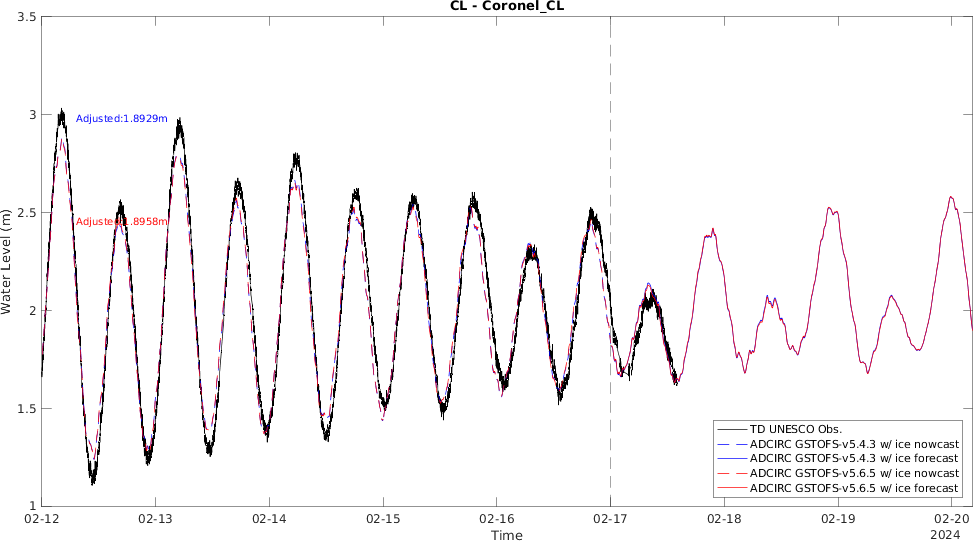 CL - Coronel_CL
3.5
3
2.5
2
1.5
1
Water Level (m)
Adjusted:1.8929m
Adjusted:1.8958m
TD UNESCO Obs.
ADCIRC GSTOFS-v5.4.3 w/ ice nowcast
ADCIRC GSTOFS-v5.4.3 w/ ice forecast
ADCIRC GSTOFS-v5.6.5 w/ ice nowcast
ADCIRC GSTOFS-v5.6.5 w/ ice forecast
02-12 02-13 02-14 02-15 02-16 02-17 02-18 02-19 02-20
Time
2024